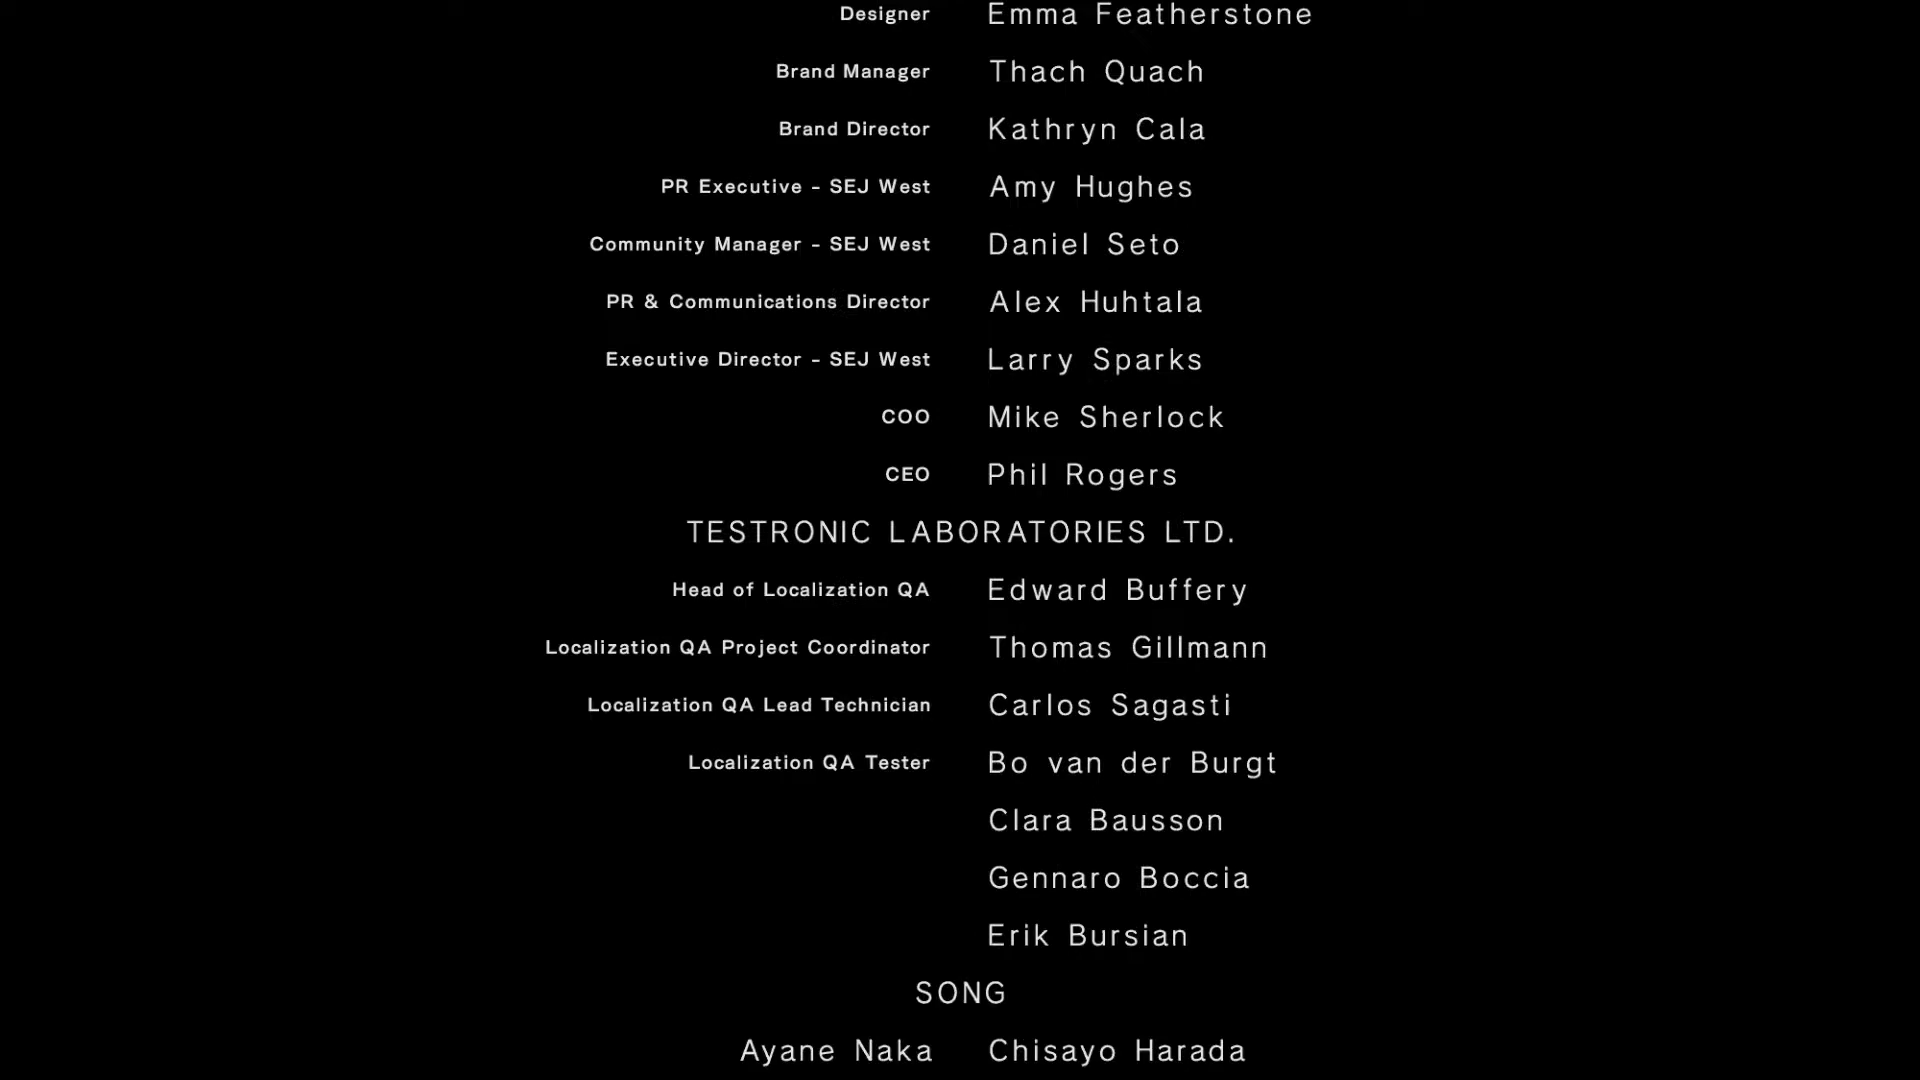 Designer Emma Featherstone
Brand Manager Thach Quach
Brand Director Kathryn Cala
PR Executive - SEJ West Amy Hughes
Community Manager - SEJ West Daniel Seto
PR & Communications Director Alex Huhtala
Executive Director - SEJ West Larry Sparks
COO Mike Sherlock
CEO Phil Rogers
TESTRONIC LABORATORIES LTD.
Head of Localization QA Edward Buffery
Localization QA Project Coordinator Thomas Gillmann
Localization QA Lead Technician Carlos Sagasti
Localization QA Tester Bo van der Burgt
Clara Bausson
Gennaro Boccia
Erik Bursian
SONG
Ayane Naka Chisayo Harada